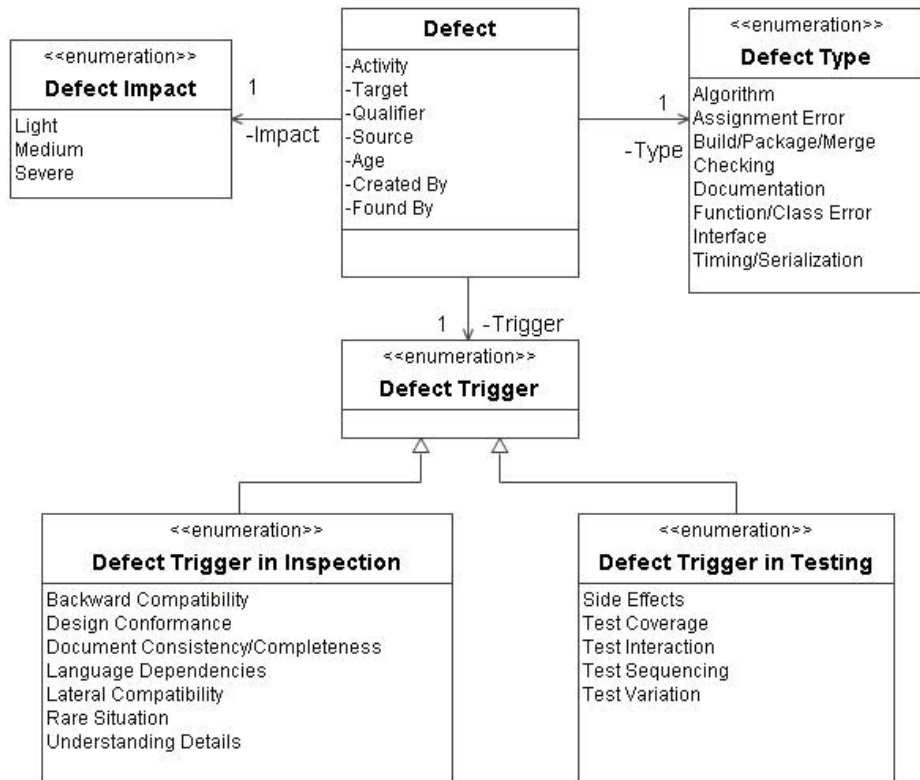 <<enumeration>>
Defect Impact
Light
Medium
Severe
1
-Impact
Defect
-Activity
-Target
-Qualifier
-Source
-Age
-Created By
-Found By
1
-Type
<<enumeration>>
Defect Type
Algorithm
Assignment Error
Build/Package/Merge
Checking
Documentation
Function/Class Error
Interface
Timing/Serialization
1
-Trigger
<<enumeration>>
Defect Trigger
<<enumeration>>
Defect Trigger in Inspection
Backward Compatibility
Design Conformance
Document Consistency/Completeness
Language Dependencies
Lateral Compatibility
Rare Situation
Understanding Details
<<enumeration>>
Defect Trigger in Testing
Side Effects
Test Coverage
Test Interaction
Test Sequencing
Test Variation